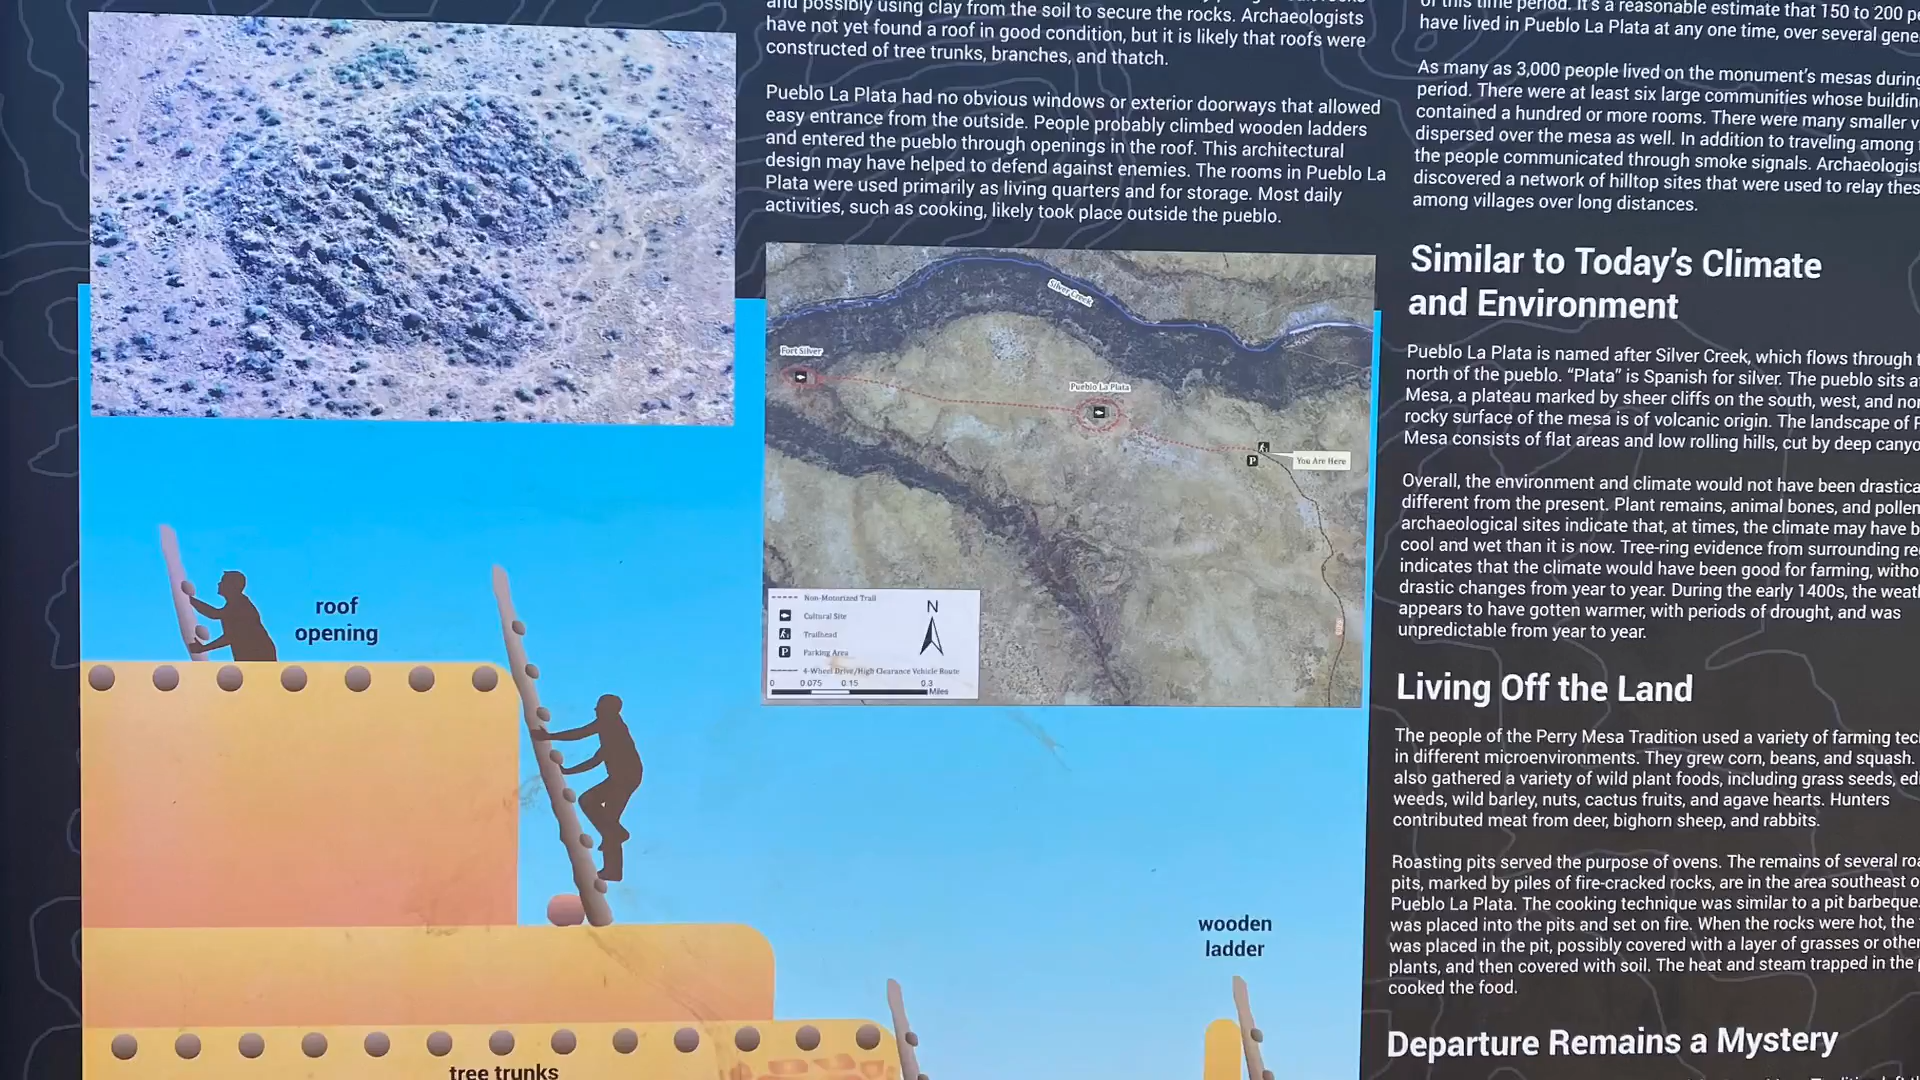 and possibly using clay from the soil to secure the rocks. Archaeologists
have not yet found a roof in good condition, but it is likely that roofs were
constructed of tree trunks, branches, and thatch.
Pueblo La Plata had no obvious windows or exterior doorways that allowed
easy entrance from the outside. People probably climbed wooden ladders
and entered the pueblo through openings in the roof. This architectural
design may have helped to defend against enemies. The rooms in Pueblo La
Plata were used primarily as living quarters and for storage. Most daily
activities, such as cooking, likely took place outside the pueblo.
Silver Creek
Fort Silver
Pueblo La Plata
P
You Are Here
Non-Motorized Trail
Cultural Site
Trailhead
P Parking Area
4-Wheel Drive/High Clearance Vehicle Route
N
0 0.075 0.15 0.3
Miles
roof
opening
wooden
ladder
tree trunks
of this time period. It's a reasonable estimate that 150 to 200
have lived in Pueblo La Plata at any one time, over several
As many as 3,000 people lived on the monument's mesas
period. There were at least six large communities whose
contained a hundred or more rooms. There were many smaller
dispersed over the mesa as well. In addition to traveling among
the people communicated through smoke signals.
discovered a network of hilltop sites that were used to relay
among villages over long distances.
Similar to Today's Climate
and Environment
Pueblo La Plata is named after Silver Creek, which flows through
north of the pueblo. “Plata” is Spanish for silver. The pueblo sits
Mesa, a plateau marked by sheer cliffs on the south, west, and
rocky surface of the mesa is of volcanic origin. The landscape of
Mesa consists of flat areas and low rolling hills, cut by deep
Overall, the environment and climate would not have been
different from the present. Plant remains, animal bones, and pollen
archaeological sites indicate that, at times, the climate may have
cool and wet than it is now. Tree-ring evidence from surrounding
indicates that the climate would have been good for farming,
drastic changes from year to year. During the early 1400s, the
appears to have gotten warmer, with periods of drought, and was
unpredictable from year to year.
Living Off the Land
The people of the Perry Mesa Tradition used a variety of farming
in different microenvironments. They grew corn, beans, and squash.
also gathered a variety of wild plant foods, including grass seeds,
weeds, wild barley, nuts, cactus fruits, and agave hearts. Hunters
contributed meat from deer, bighorn sheep, and rabbits.
Roasting pits served the purpose of ovens. The remains of several
pits, marked by piles of fire-cracked rocks, are in the area southeast
Pueblo La Plata. The cooking technique was similar to a pit barbeque.
was placed into the pits and set on fire. When the rocks were hot, the
was placed in the pit, possibly covered with a layer of grasses or other
plants, and then covered with soil. The heat and steam trapped in the
cooked the food.
Departure Remains a Mystery